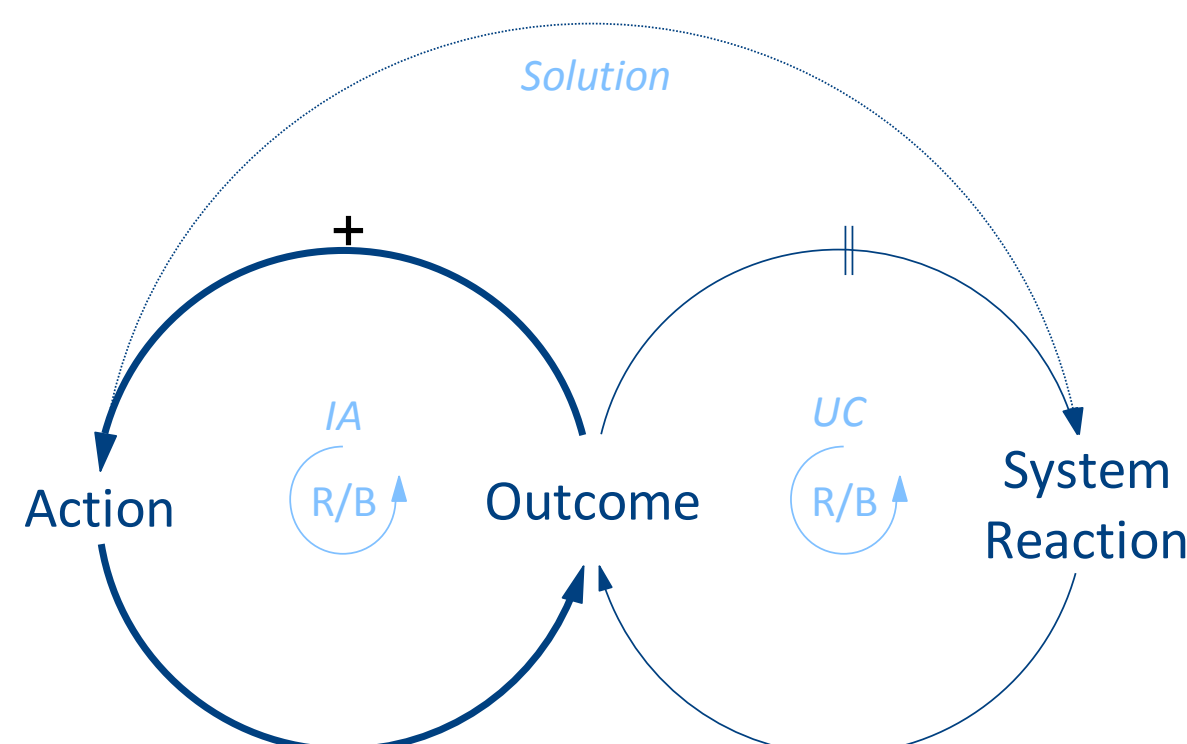 Solution
+
IA
UC
R/B
R/B
Action
Outcome
System
Reaction